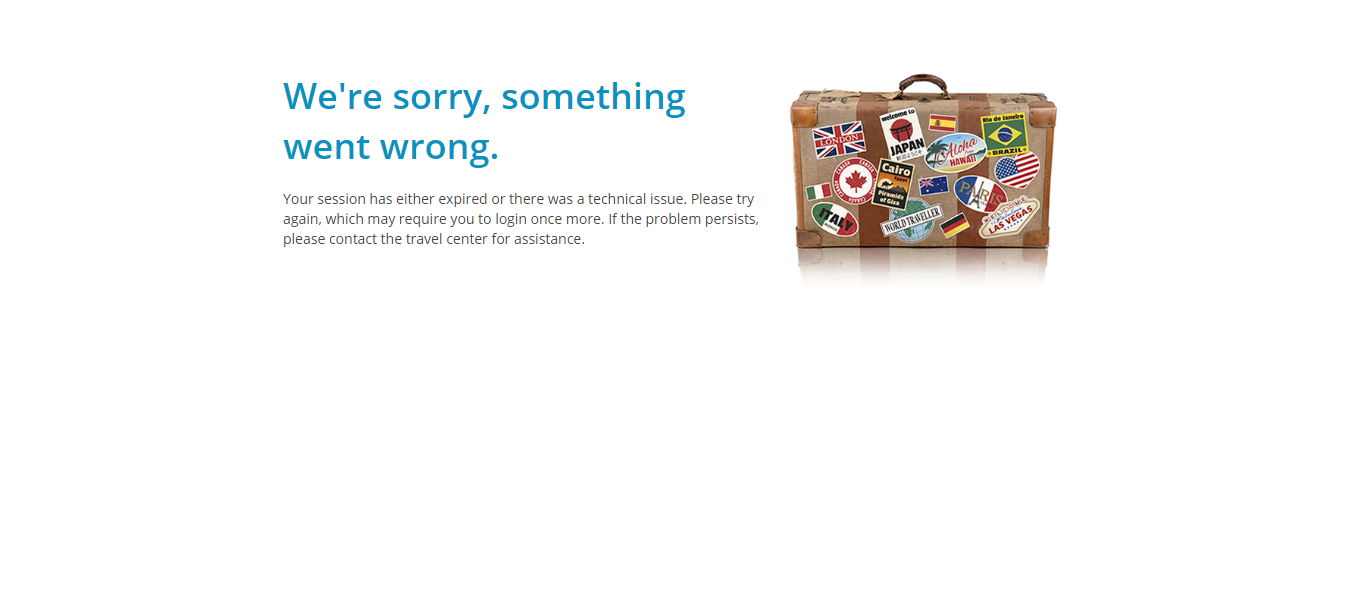 We're sorry, something
went wrong.
Your session has either expired or there was a technical issue. Please try
again, which may require you to login once more. If the problem persists,
please contact the travel center for assistance.
LONDON
welcome to
JAPAN
Rio de Janeiro
BRAZIL
Aloha
HAWAII
CANADA
Cairo
Egypt
Pyramids
of Giza
PARIS
ITALY
WORLD TRAVELLER
WELCOME
LAS VEGAS